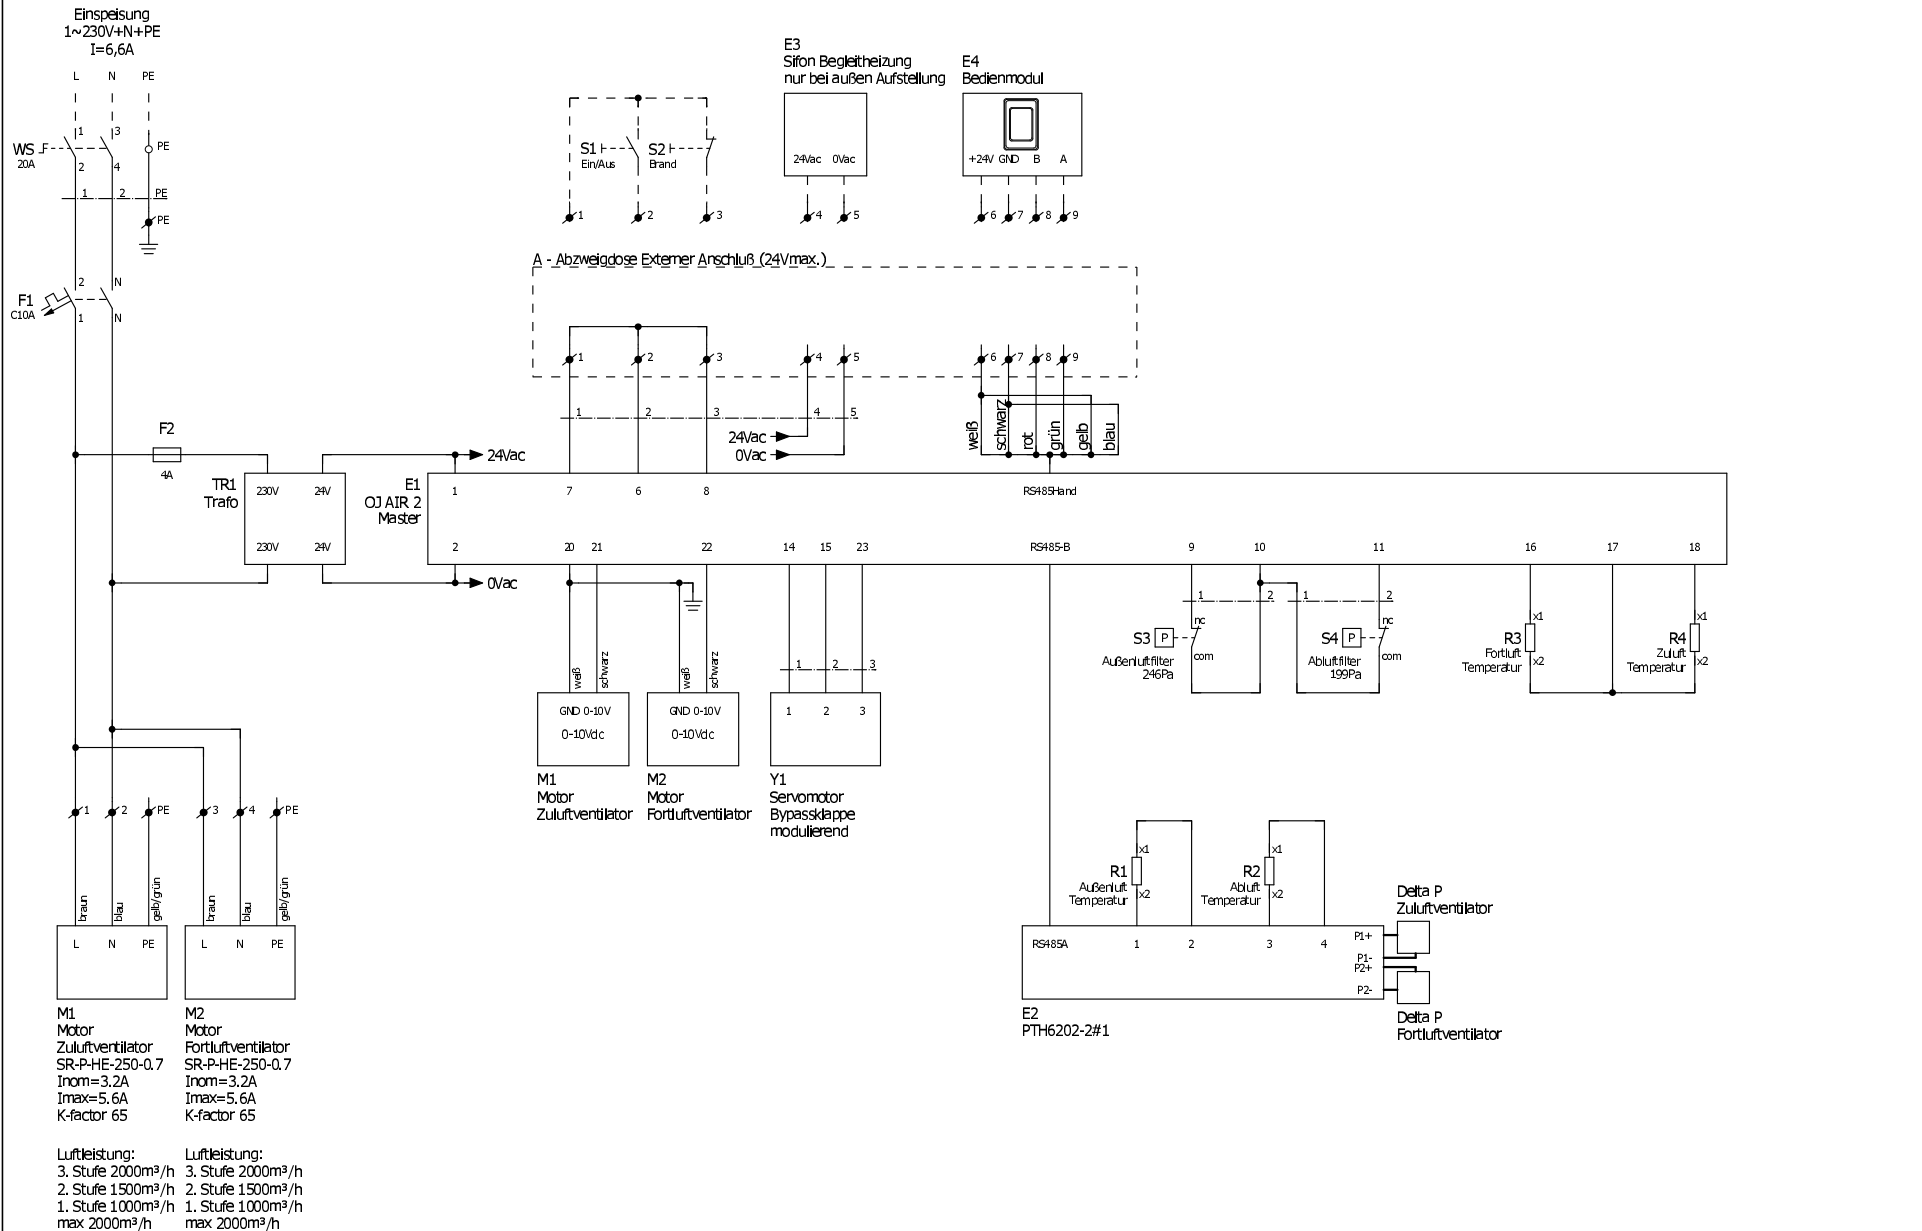 Einspeisung
1~230V+N+PE
I=6,6A
L N PE
1 3
WS
20A
PE
2 4
1 2 PE
PE
2 N
F1
C10A
1 N
S1
Ein/Aus
S2
Brand
1 2 3
E3
Sifon Begleitheizung
nur bei außen Aufstellung
24Vac 0Vac
4 5
E4
Bedienmodul
+24V GND B A
6 7 8 9
A - Abzweigdose Externer Anschluß (24Vmax.)
1 2 3 4 5 6 7 8 9
1 2 3 4 5
24Vac
0Vac
weiß
schwarz
rot
grün
gelb
blau
F2
4A
24Vac
TR1
Trafo
230V 24V
230V 24V
0Vac
E1
OJ AIR 2
Master
1 7 6 8 RS485Hand
2 20 21 22 14 15 23 RS485-B 9 10 11 16 17 18
weiß
schwarz
weiß
schwarz
1 2 3
GND 0-10V
0-10Vdc
GND 0-10V
0-10Vdc
1 2 3
M1
Motor
Zuluftventilator
M2
Motor
Fortluftventilator
Y1
Servomotor
Bypassklappe
modulierend
1 2 1 2
nc
S3 P
com
Außenluftfilter
246Pa
nc
S4 P
com
Abluftfilter
199Pa
x1
R3
Fortluft
Temperatur
x2
x1
R4
Zuluft
Temperatur
x2
1 2 PE 3 4 PE
braun
blau
gelb/grün
braun
blau
gelb/grün
L N PE
L N PE
M1
Motor
Zuluftventilator
SR-P-HE-250-0.7
Inom=3.2A
Imax=5.6A
K-factor 65
Luftleistung:
3. Stufe 2000m³/h
2. Stufe 1500m³/h
1. Stufe 1000m³/h
max 2000m³/h
M2
Motor
Fortluftventilator
SR-P-HE-250-0.7
Inom=3.2A
Imax=5.6A
K-factor 65
Luftleistung:
3. Stufe 2000m³/h
2. Stufe 1500m³/h
1. Stufe 1000m³/h
max 2000m³/h
x1
R1
Außenluft
Temperatur
x2
x1
R2
Abluft
Temperatur
x2
RS485A 1 2 3 4
P1+
P1-
P2+
P2-
Delta P
Zuluftventilator
Delta P
Fortluftventilator
E2
PTH6202-2#1